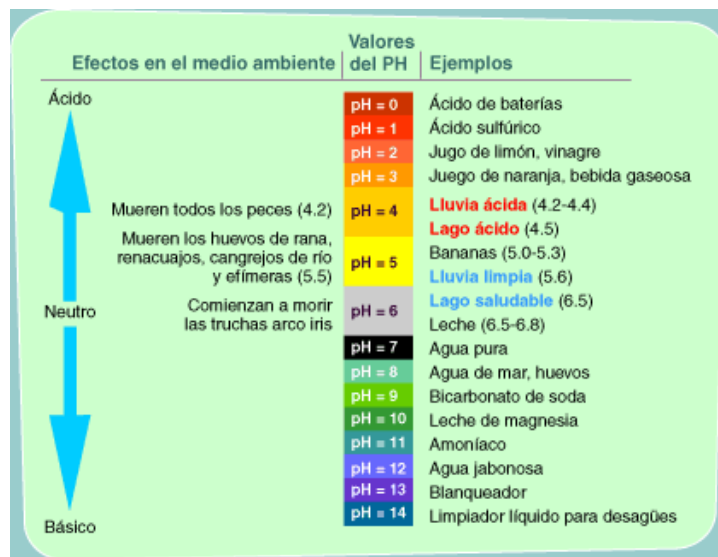 Efectos en el medio ambiente Valores del PH Ejemplos
Ácido
pH = 0 Ácido de baterías
pH = 1 Ácido sulfúrico
pH = 2 Jugo de limón, vinagre
pH = 3 Juego de naranja, bebida gaseosa
Mueren todos los peces (4.2) pH = 4 Lluvia ácida (4.2-4.4)
Lago ácido (4.5)
Mueren los huevos de rana,
renacuajos, cangrejos de río
y efímeras (5.5)
pH = 5 Bananas (5.0-5.3)
Lluvia limpia (5.6)
Neutro
Comienzan a morir
las truchas arco iris
pH = 6 Lago saludable (6.5)
Leche (6.5-6.8)
pH = 7 Agua pura
pH = 8 Agua de mar, huevos
pH = 9 Bicarbonato de soda
pH = 10 Leche de magnesia
pH = 11 Amoníaco
pH = 12 Agua jabonosa
pH = 13 Blanqueador
pH = 14 Limpiador líquido para desagües
Básico